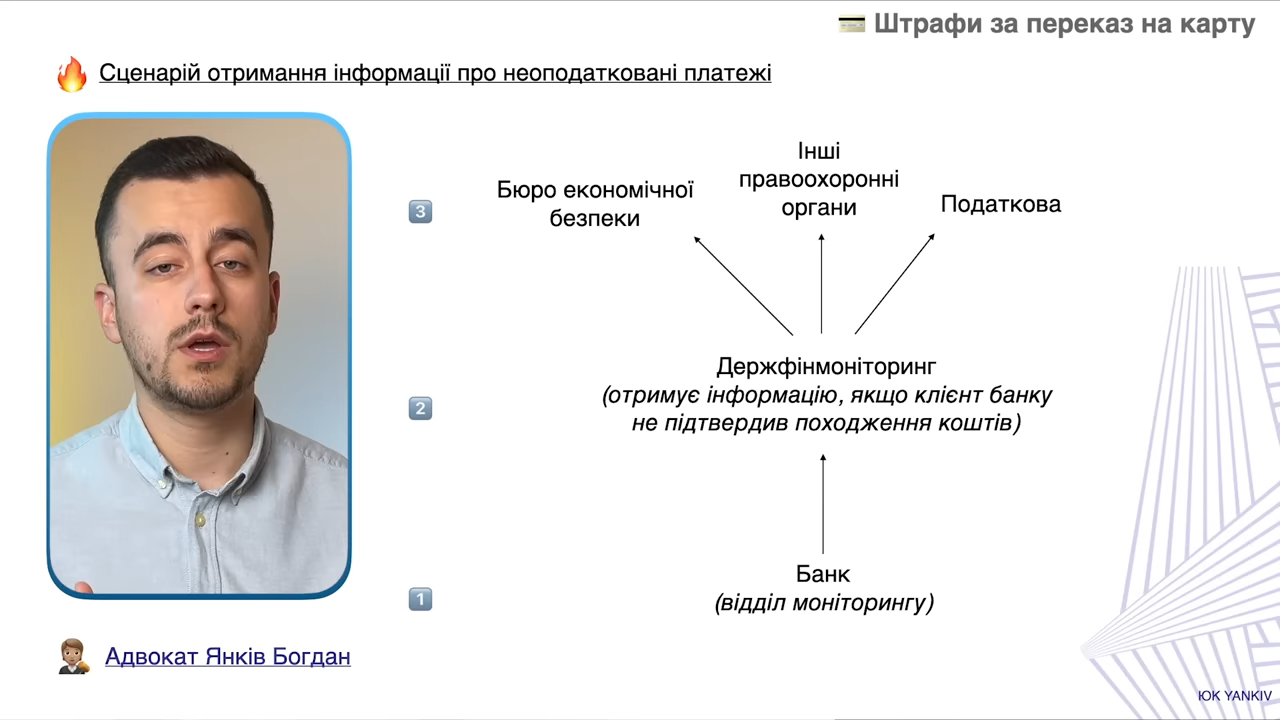 💳 Штрафи за переказ на карту
🔥 Сценарій отримання інформації про неоподатковані платежі
3
Бюро економічної
безпеки
Інші
правоохоронні
органи
Податкова
2
Держфінмоніторинг
(отримує інформацію, якщо клієнт банку
не підтвердив походження коштів)
1
Банк
(відділ моніторингу)
Адвокат Янків Богдан
ЮК YANKIV